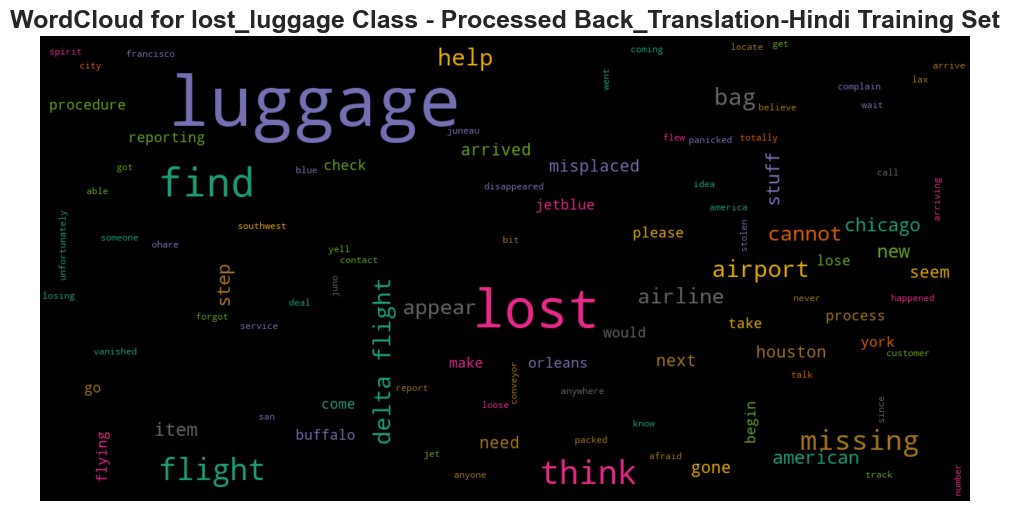 WordCloud for lost_luggage Class - Processed Back_Translation-Hindi Training Set
spirit
francisco
help
coming
locate
get
city
arrive
luggage
went
lax
complain
procedure
bag
believe
wait
juneau
reporting
flew
panicked
totally
arrived
check
misplaced
stuff
got
blue
find
disappeared
idea
call
able
jetblue
america
arriving
unfortunately
someone
southwest
ohare
bit
please
stolen
cannot
chicago
yell
contact
new
lose
airport
seem
step
juno
losing
deal
appear
lost
airline
never
happened
forgot
service
delta flight
would
take
process
vanished
make
orleans
next
houston
york
customer
go
report
conveyor
anywhere
talk
come
loose
since
san
item
buffalo
know
begin
flying
need
packed
missing
jet
afraid
american
flight
anyone
think
gone
track
number